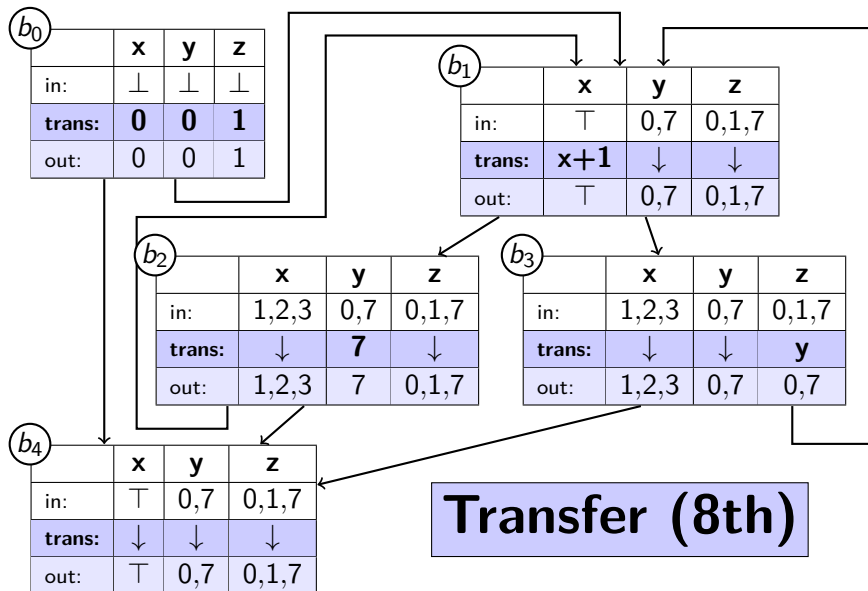 b0
x y z
in: ⊥ ⊥ ⊥
trans: 0 0 1
out: 0 0 1
b1
x y z
in: ⊤ 0,7 0,1,7
trans: x+1 ↓ ↓
out: ⊤ 0,7 0,1,7
b2
x y z
in: 1,2,3 0,7 0,1,7
trans: ↓ 7 ↓
out: 1,2,3 7 0,1,7
b3
x y z
in: 1,2,3 0,7 0,1,7
trans: ↓ ↓ y
out: 1,2,3 0,7 0,7
b4
x y z
in: ⊤ 0,7 0,1,7
trans: ↓ ↓ ↓
out: ⊤ 0,7 0,1,7
Transfer (8th)